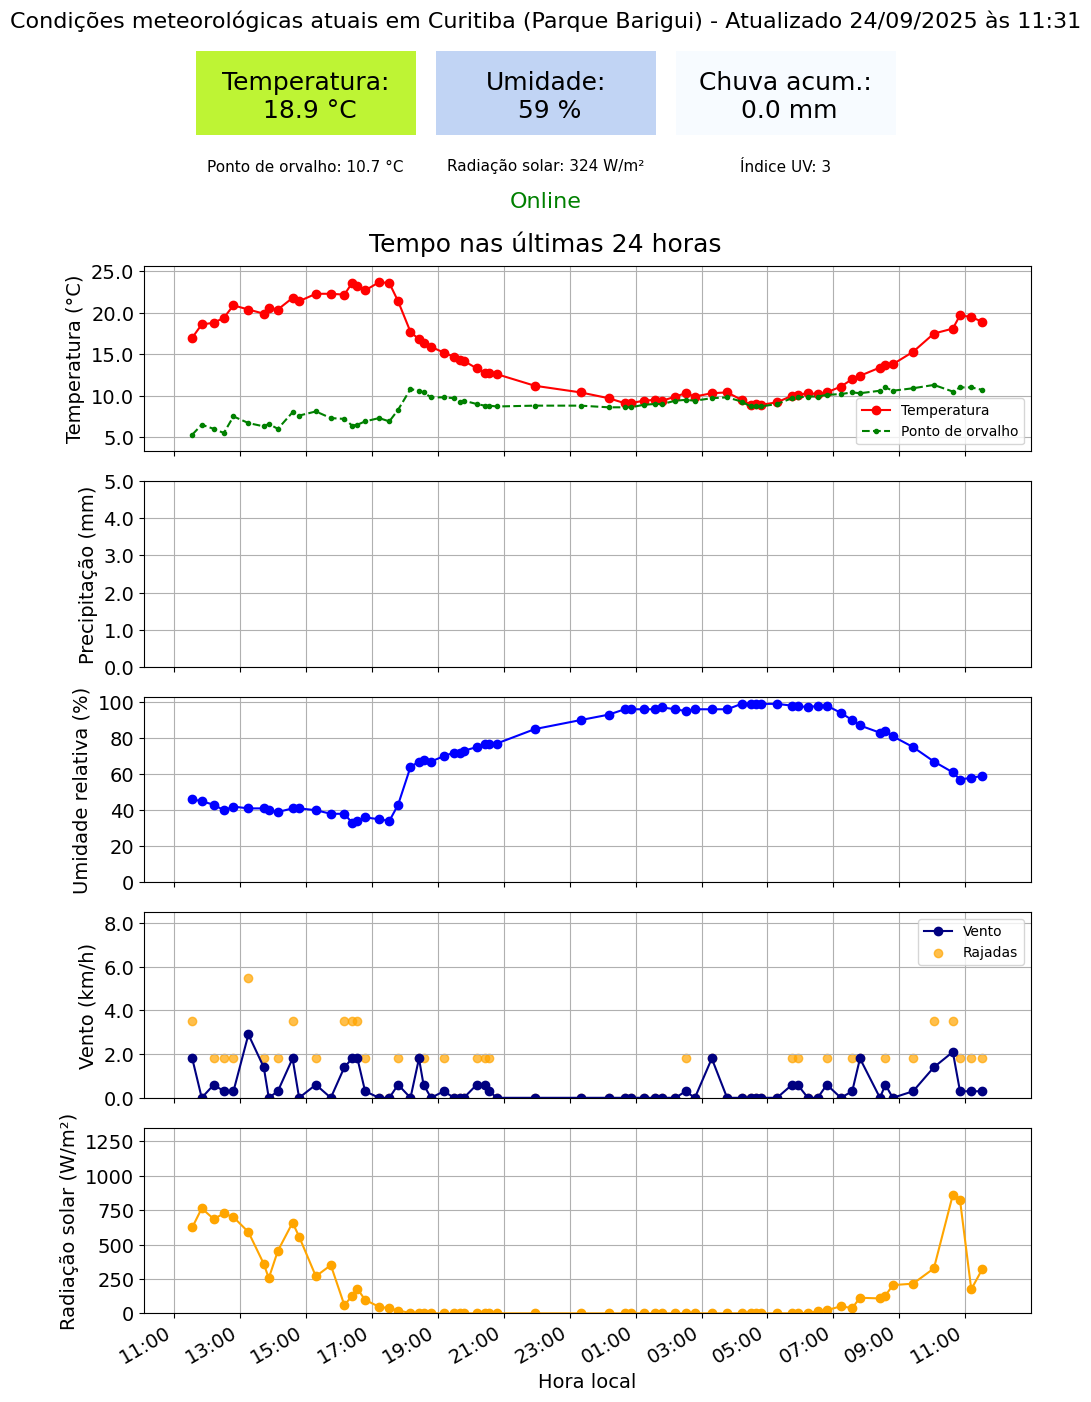 Condições meteorológicas atuais em Curitiba (Parque Barigui) - Atualizado 24/09/2025 às 11:31
Temperatura:
18.9 °C
Umidade:
59 %
Chuva acum.:
0.0 mm
Ponto de orvalho: 10.7 °C
Radiação solar: 324 W/m²
Índice UV: 3
Online
Tempo nas últimas 24 horas
Temperatura (°C)
25.0
20.0
15.0
10.0
5.0
Temperatura
Ponto de orvalho
Precipitação (mm)
5.0
4.0
3.0
2.0
1.0
0.0
Umidade relativa (%)
100
80
60
40
20
0
Vento (km/h)
8.0
6.0
4.0
2.0
0.0
Vento
Rajadas
Radiação solar (W/m²)
1250
1000
750
500
250
0
11:00
13:00
15:00
17:00
19:00
21:00
23:00
01:00
03:00
05:00
07:00
09:00
11:00
Hora local